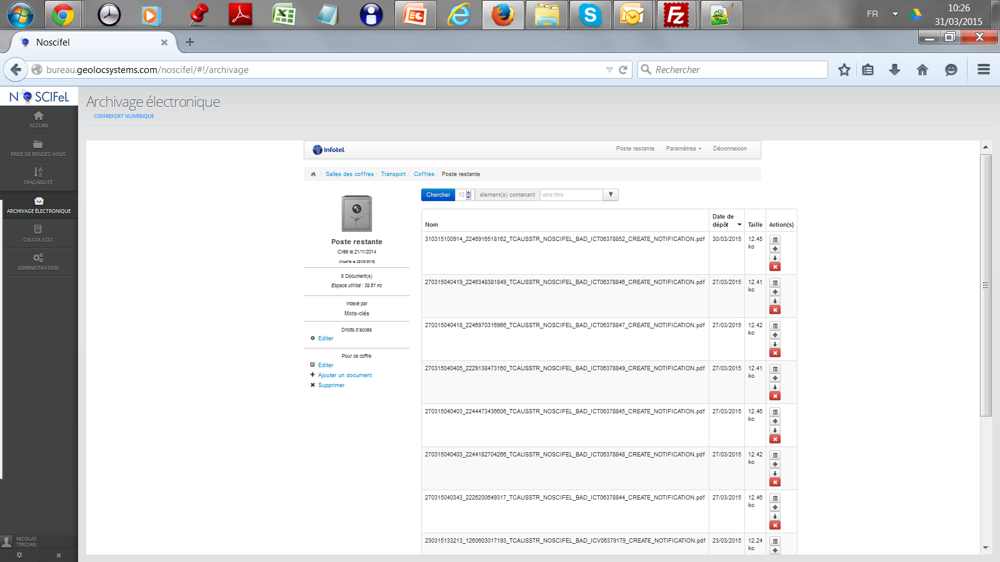 FR
10:26
31/03/2015
Noscifel
bureau.geolocsystems.com/noscifel/#!/archivage
Rechercher
NOSCIFeL
Archivage électronique
COFFREFORT NUMÉRIQUE
ACCUEIL
PRISE DE RENDEZ-VOUS
TRAÇABILITÉ
ARCHIVAGE ÉLECTRONIQUE
CALCUL CO2
ADMINISTRATION
NICOLAS
TERZIAN
Infotel
Poste restante
Paramètres
Déconnexion
/ Salles des coffres / Transport / Coffres / Poste restante
Chercher 10 élement(s) contenant votre filtre
Poste restante
Créé le 21/11/2014
(Modifié le 03/03/2015)
6 Document(s)
Espace utilisé : 39.61 ko
Indexé par
Mots-clés
Droits d'accès
Editer
Pour ce coffre
Editer
Ajouter un document
Supprimer
Nom Date de dépôt Taille Action(s)
310315100914_2246916518162_TCAUSSTR_NOSCIFEL_BAD_ICT06378852_CREATE_NOTIFICATION.pdf 30/03/2015 12.45 ko
270315040419_2246348381849_TCAUSSTR_NOSCIFEL_BAD_ICT06378846_CREATE_NOTIFICATION.pdf 27/03/2015 12.41 ko
270315040418_2246970316966_TCAUSSTR_NOSCIFEL_BAD_ICT06378847_CREATE_NOTIFICATION.pdf 27/03/2015 12.42 ko
270315040405_2229138473160_TCAUSSTR_NOSCIFEL_BAD_ICT06378849_CREATE_NOTIFICATION.pdf 27/03/2015 12.41 ko
270315040403_2244473436606_TCAUSSTR_NOSCIFEL_BAD_ICT06378845_CREATE_NOTIFICATION.pdf 27/03/2015 12.46 ko
270315040403_2244182704266_TCAUSSTR_NOSCIFEL_BAD_ICT06378848_CREATE_NOTIFICATION.pdf 27/03/2015 12.42 ko
270315040343_2226200649317_TCAUSSTR_NOSCIFEL_BAD_ICT06378844_CREATE_NOTIFICATION.pdf 27/03/2015 12.46 ko
230315133213_1260603017193_TCAUSSTR_NOSCIFEL_BAD_ICV06379179_CREATE_NOTIFICATION.pdf 23/03/2015 12.24 ko